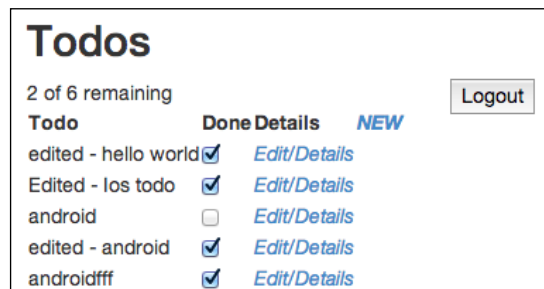 Todos
2 of 6 remaining
Logout
Todo Done Details NEW
edited - hello world Edit/Details
Edited - Ios todo Edit/Details
android Edit/Details
edited - android Edit/Details
androidfff Edit/Details